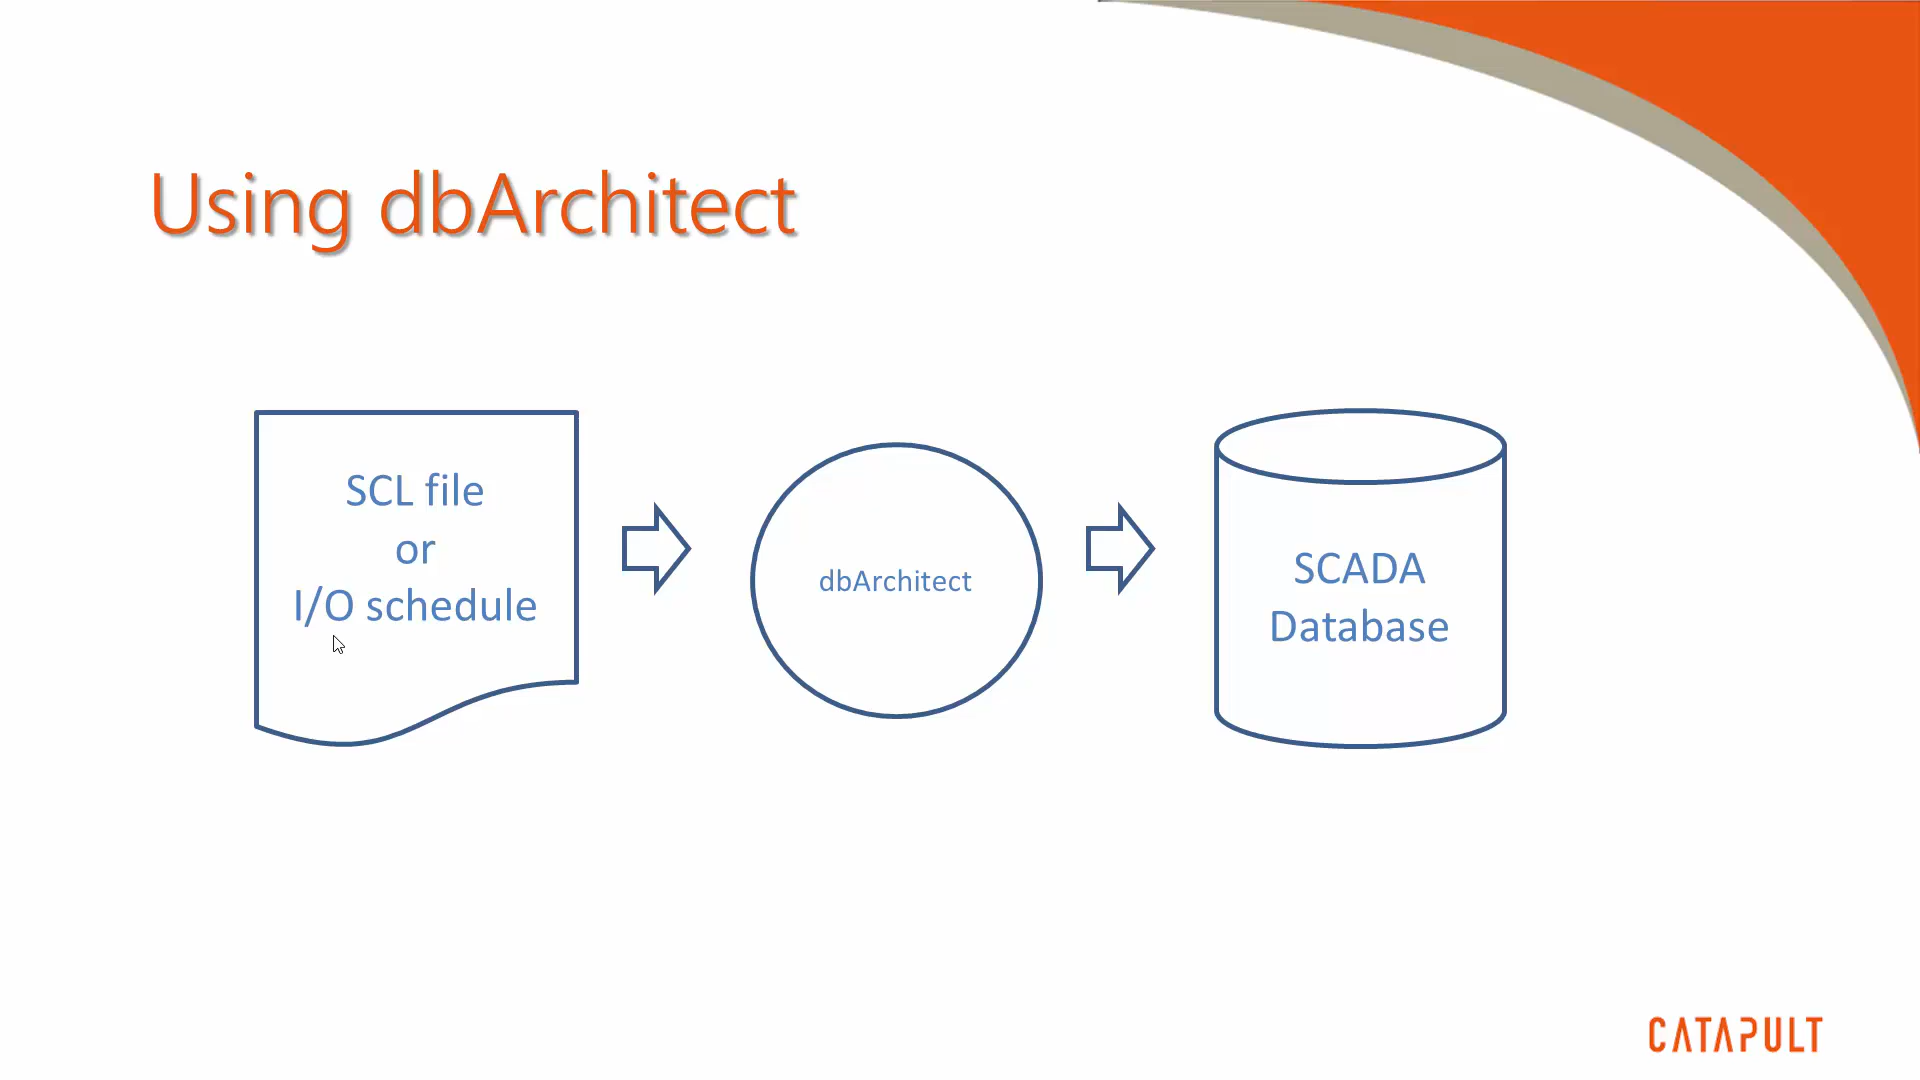 Using dbArchitect
SCL file
or
I/O schedule
dbArchitect
SCADA
Database
CATAPULT